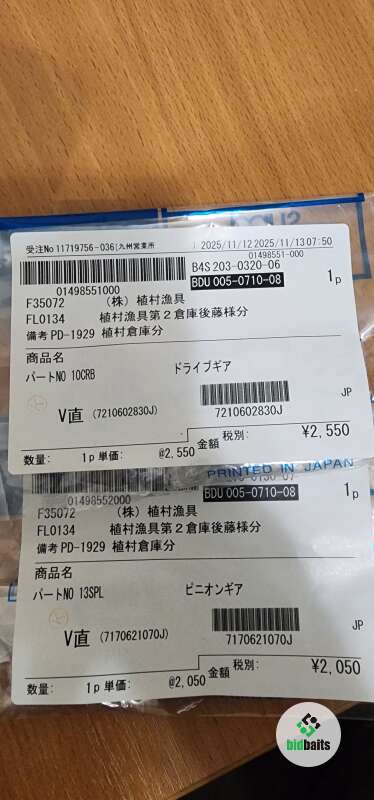 受注No 11719756-036 九州営業所 2025/11/12 2025/11/13 07:50
01498551-000
01498551000
B4S 203-0320-06
BDU 005-0710-08 1p
F35072 (株) 植村漁具
FL0134 植村漁具第2倉庫後藤様分
備考 PD-1929 植村倉庫分
商品名
パートNO 10CRB ドライブギア
V直 (7210602830J) 7210602830J JP
数量: 1p 単価: @2,550 金額 税別: ¥2,550
PRINTED IN JAPAN
01498552000
BDU 005-0710-08 1p
F35072 (株) 植村漁具
FL0134 植村漁具第2倉庫後藤様分
備考 PD-1929 植村倉庫分
商品名
パートNO 13SPL ピニオンギア
V直 (7170621070J) 7170621070J JP
数量: 1p 単価: @2,050 金額 税別: ¥2,050
bidbaits